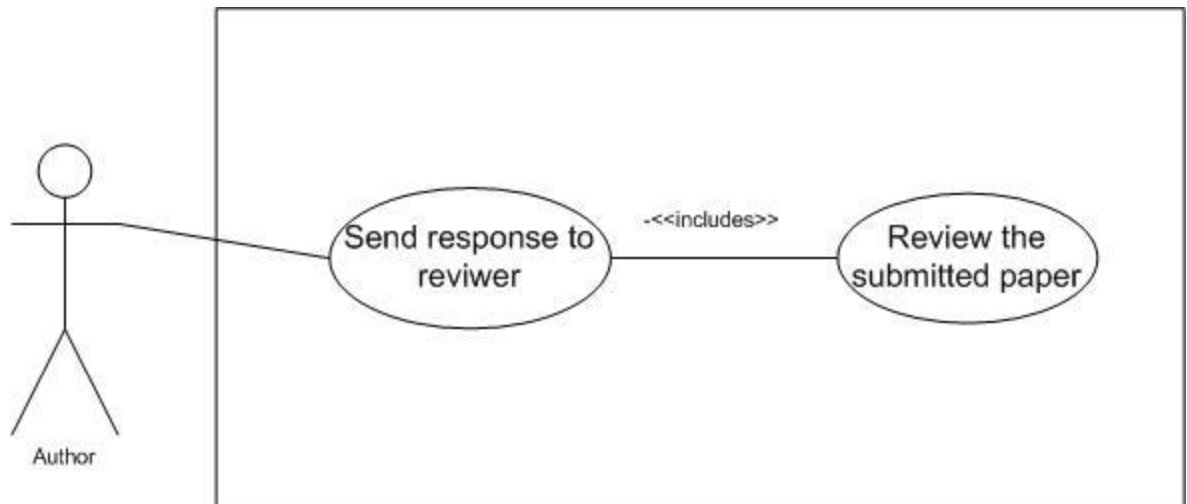 Send response to
reviwer
-<<includes>>
Review the
submitted paper
Author